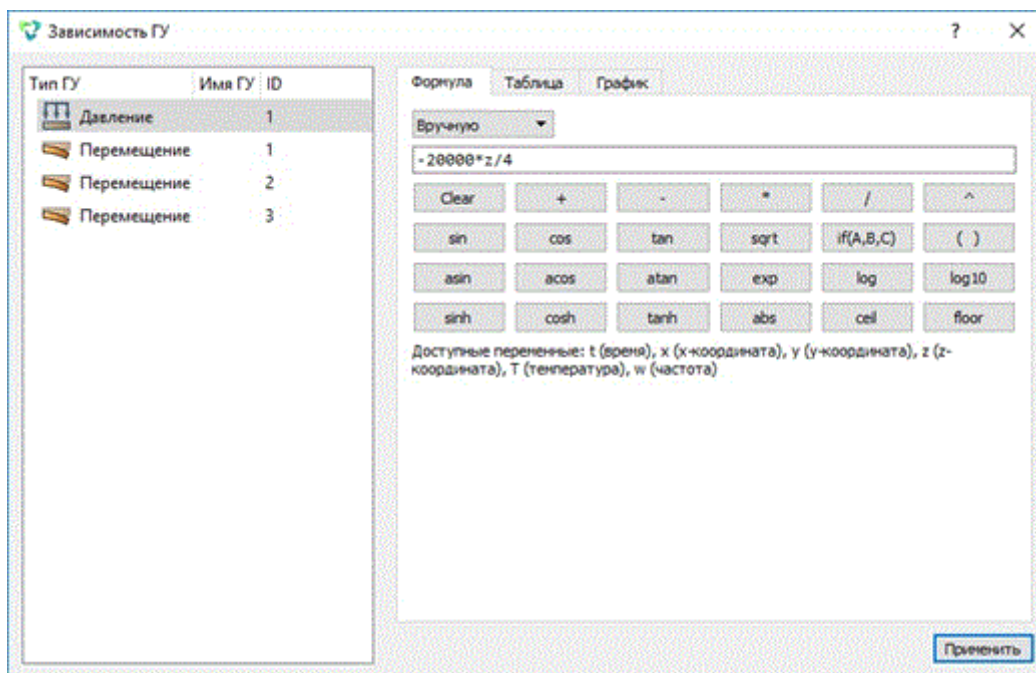 Зависимость ГУ
?
Тип ГУ Имя ГУ ID
Давление 1
Перемещение 1
Перемещение 2
Перемещение 3
Формула Таблица График
Вручную
-20000*z/4
Clear + - * / ^
sin cos tan sqrt if(A,B,C) ( )
asin acos atan exp log log10
sinh cosh tanh abs ceil floor
Доступные переменные: t (время), x (x-координата), y (y-координата), z (z-
координата), T (температура), w (частота)
Применить